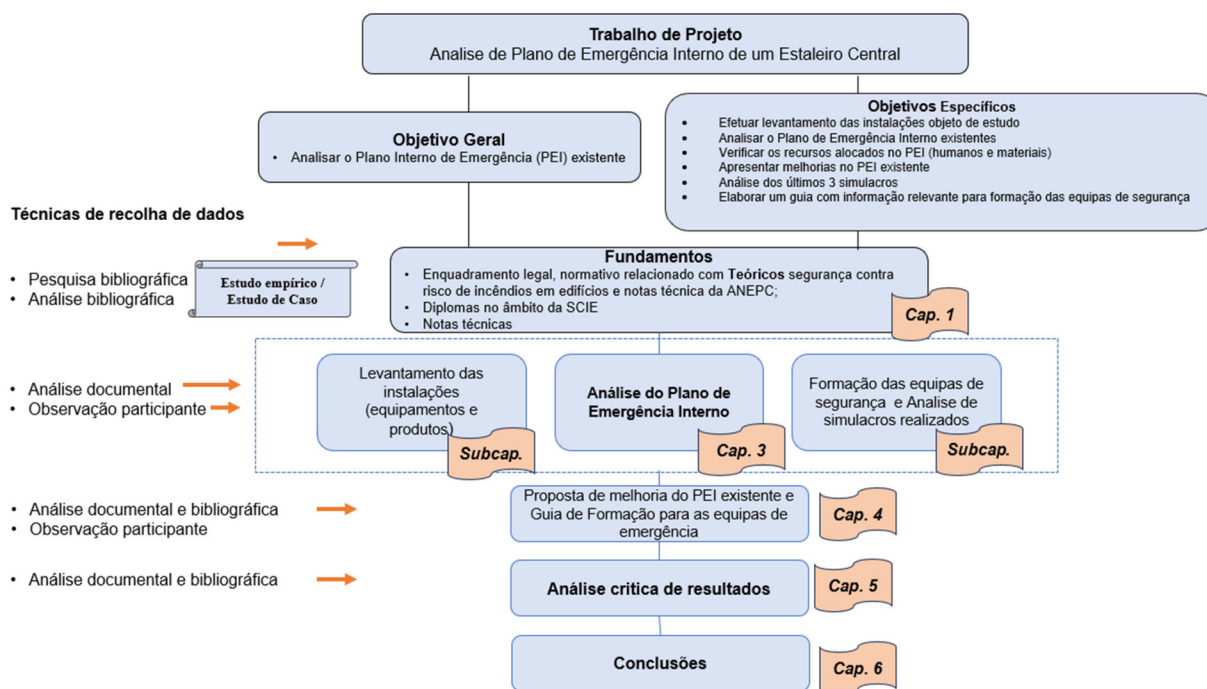 Trabalho de Projeto
Analise de Plano de Emergência Interno de um Estaleiro Central
Objetivo Geral
• Analisar o Plano Interno de Emergência (PEI) existente
Objetivos Específicos
• Efetuar levantamento das instalações objeto de estudo
• Analisar o Plano de Emergência Interno existentes
• Verificar os recursos alocados no PEI (humanos e materiais)
• Apresentar melhorias no PEI existente
• Análise dos últimos 3 simulacros
• Elaborar um guia com informação relevante para formação das equipas de segurança
Técnicas de recolha de dados
• Pesquisa bibliográfica
• Análise bibliográfica
Estudo empírico /
Estudo de Caso
Fundamentos
• Enquadramento legal, normativo relacionado com Teóricos segurança contra
risco de incêndios em edifícios e notas técnica da ANEPC;
• Diplomas no âmbito da SCIE
• Notas técnicas
Cap. 1
• Análise documental
• Observação participante
Levantamento das
instalações
(equipamentos e
produtos)
Subcap.
Análise do Plano de
Emergência Interno
Cap. 3
Formação das equipas de
segurança e Analise de
simulacros realizados
Subcap.
• Análise documental e bibliográfica
• Observação participante
Proposta de melhoria do PEI existente e
Guia de Formação para as equipas de
emergência
Cap. 4
• Análise documental e bibliográfica
Análise critica de resultados
Cap. 5
Conclusões
Cap. 6